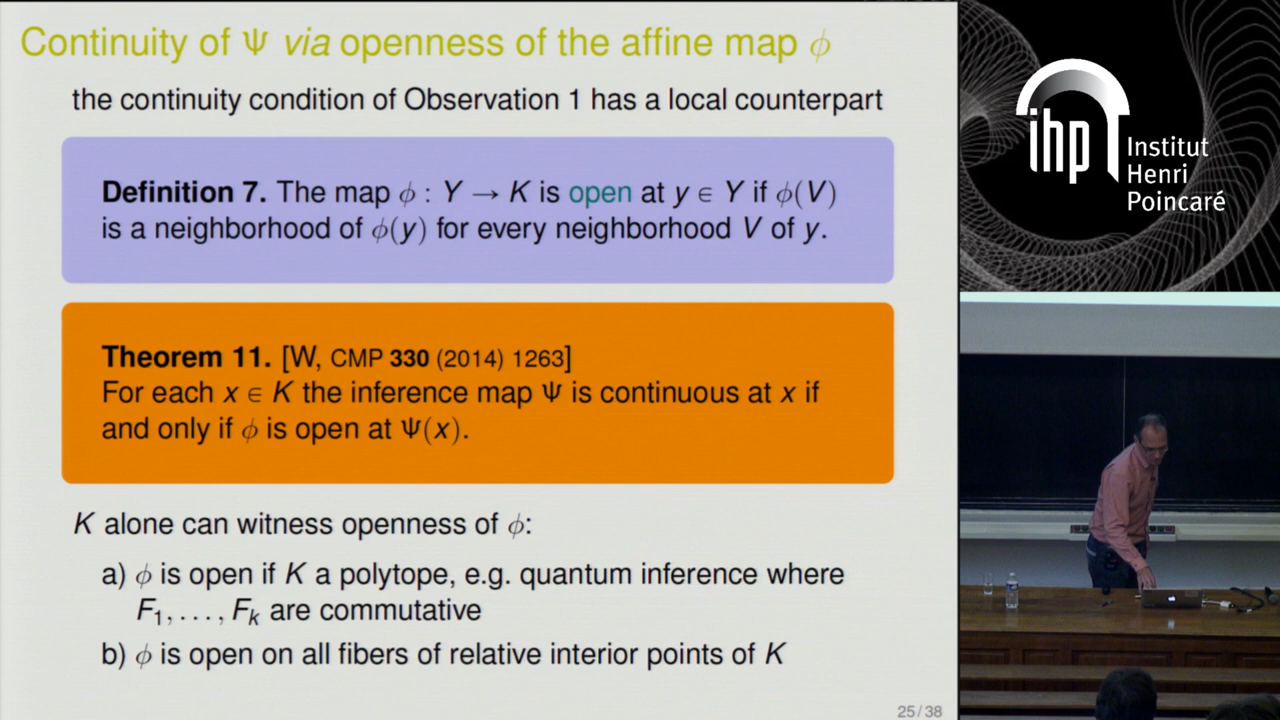 Continuity of Ψ via openness of the affine map ϕ
the continuity condition of Observation 1 has a local counterpart
Definition 7. The map ϕ : Y → K is open at y ∈ Y if ϕ(V)
is a neighborhood of ϕ(y) for every neighborhood V of y.
Theorem 11. [W, CMP 330 (2014) 1263]
For each x ∈ K the inference map Ψ is continuous at x if
and only if ϕ is open at Ψ(x).
K alone can witness openness of ϕ:
a) ϕ is open if K a polytope, e.g. quantum inference where
F₁, . . . , Fₖ are commutative
b) ϕ is open on all fibers of relative interior points of K
25/38
ihp
Institut
Henri
Poincaré